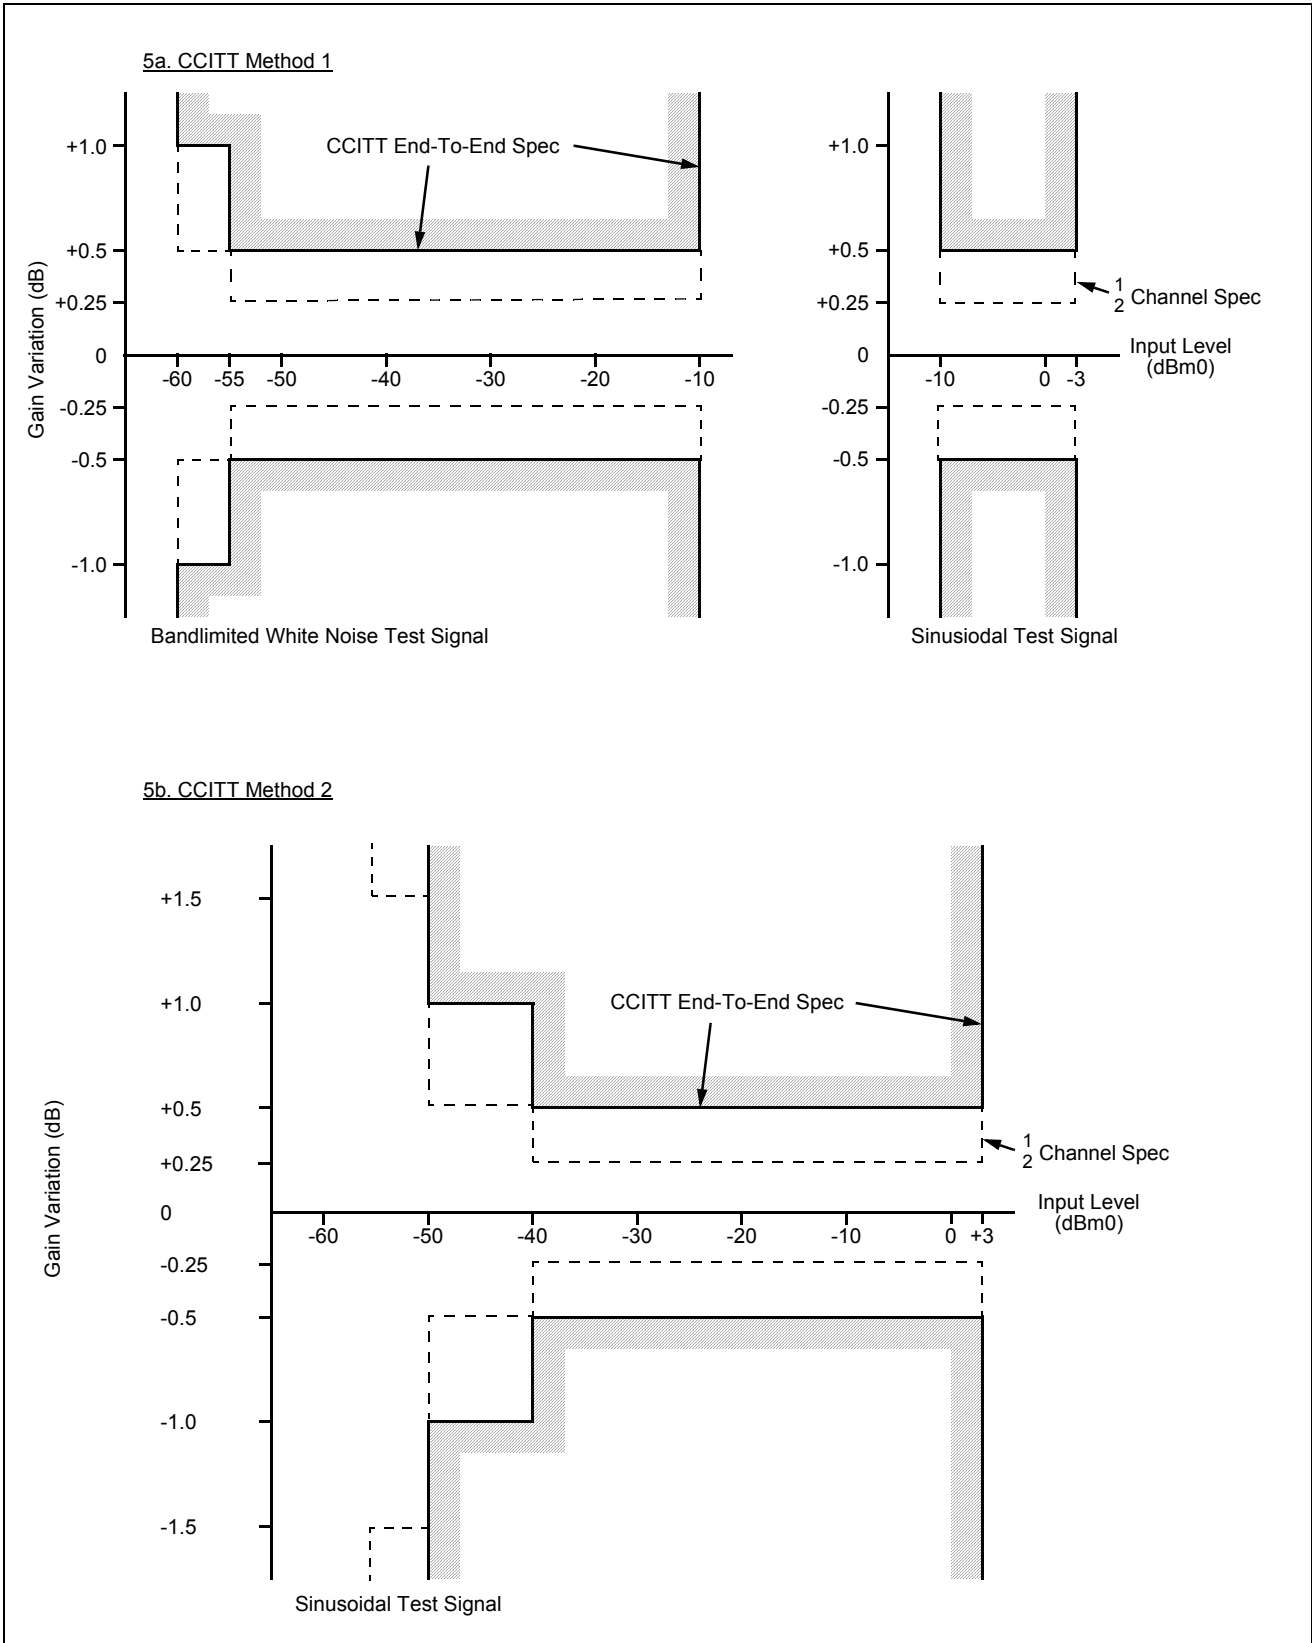 5a. CCITT Method 1
CCITT End-To-End Spec
+1.0
+0.5
+0.25
0
-0.25
-0.5
-1.0
Gain Variation (dB)
-60 -55 -50 -40 -30 -20 -10
Bandlimited White Noise Test Signal
+1.0
+0.5
+0.25
0
-0.25
-0.5
-1.0
1
2 Channel Spec
Input Level
(dBm0)
-10 0 -3
Sinusiodal Test Signal
5b. CCITT Method 2
+1.5
+1.0
+0.5
+0.25
0
-0.25
-0.5
-1.0
-1.5
Gain Variation (dB)
CCITT End-To-End Spec
1
2 Channel Spec
Input Level
(dBm0)
-60 -50 -40 -30 -20 -10 0 +3
Sinusoidal Test Signal